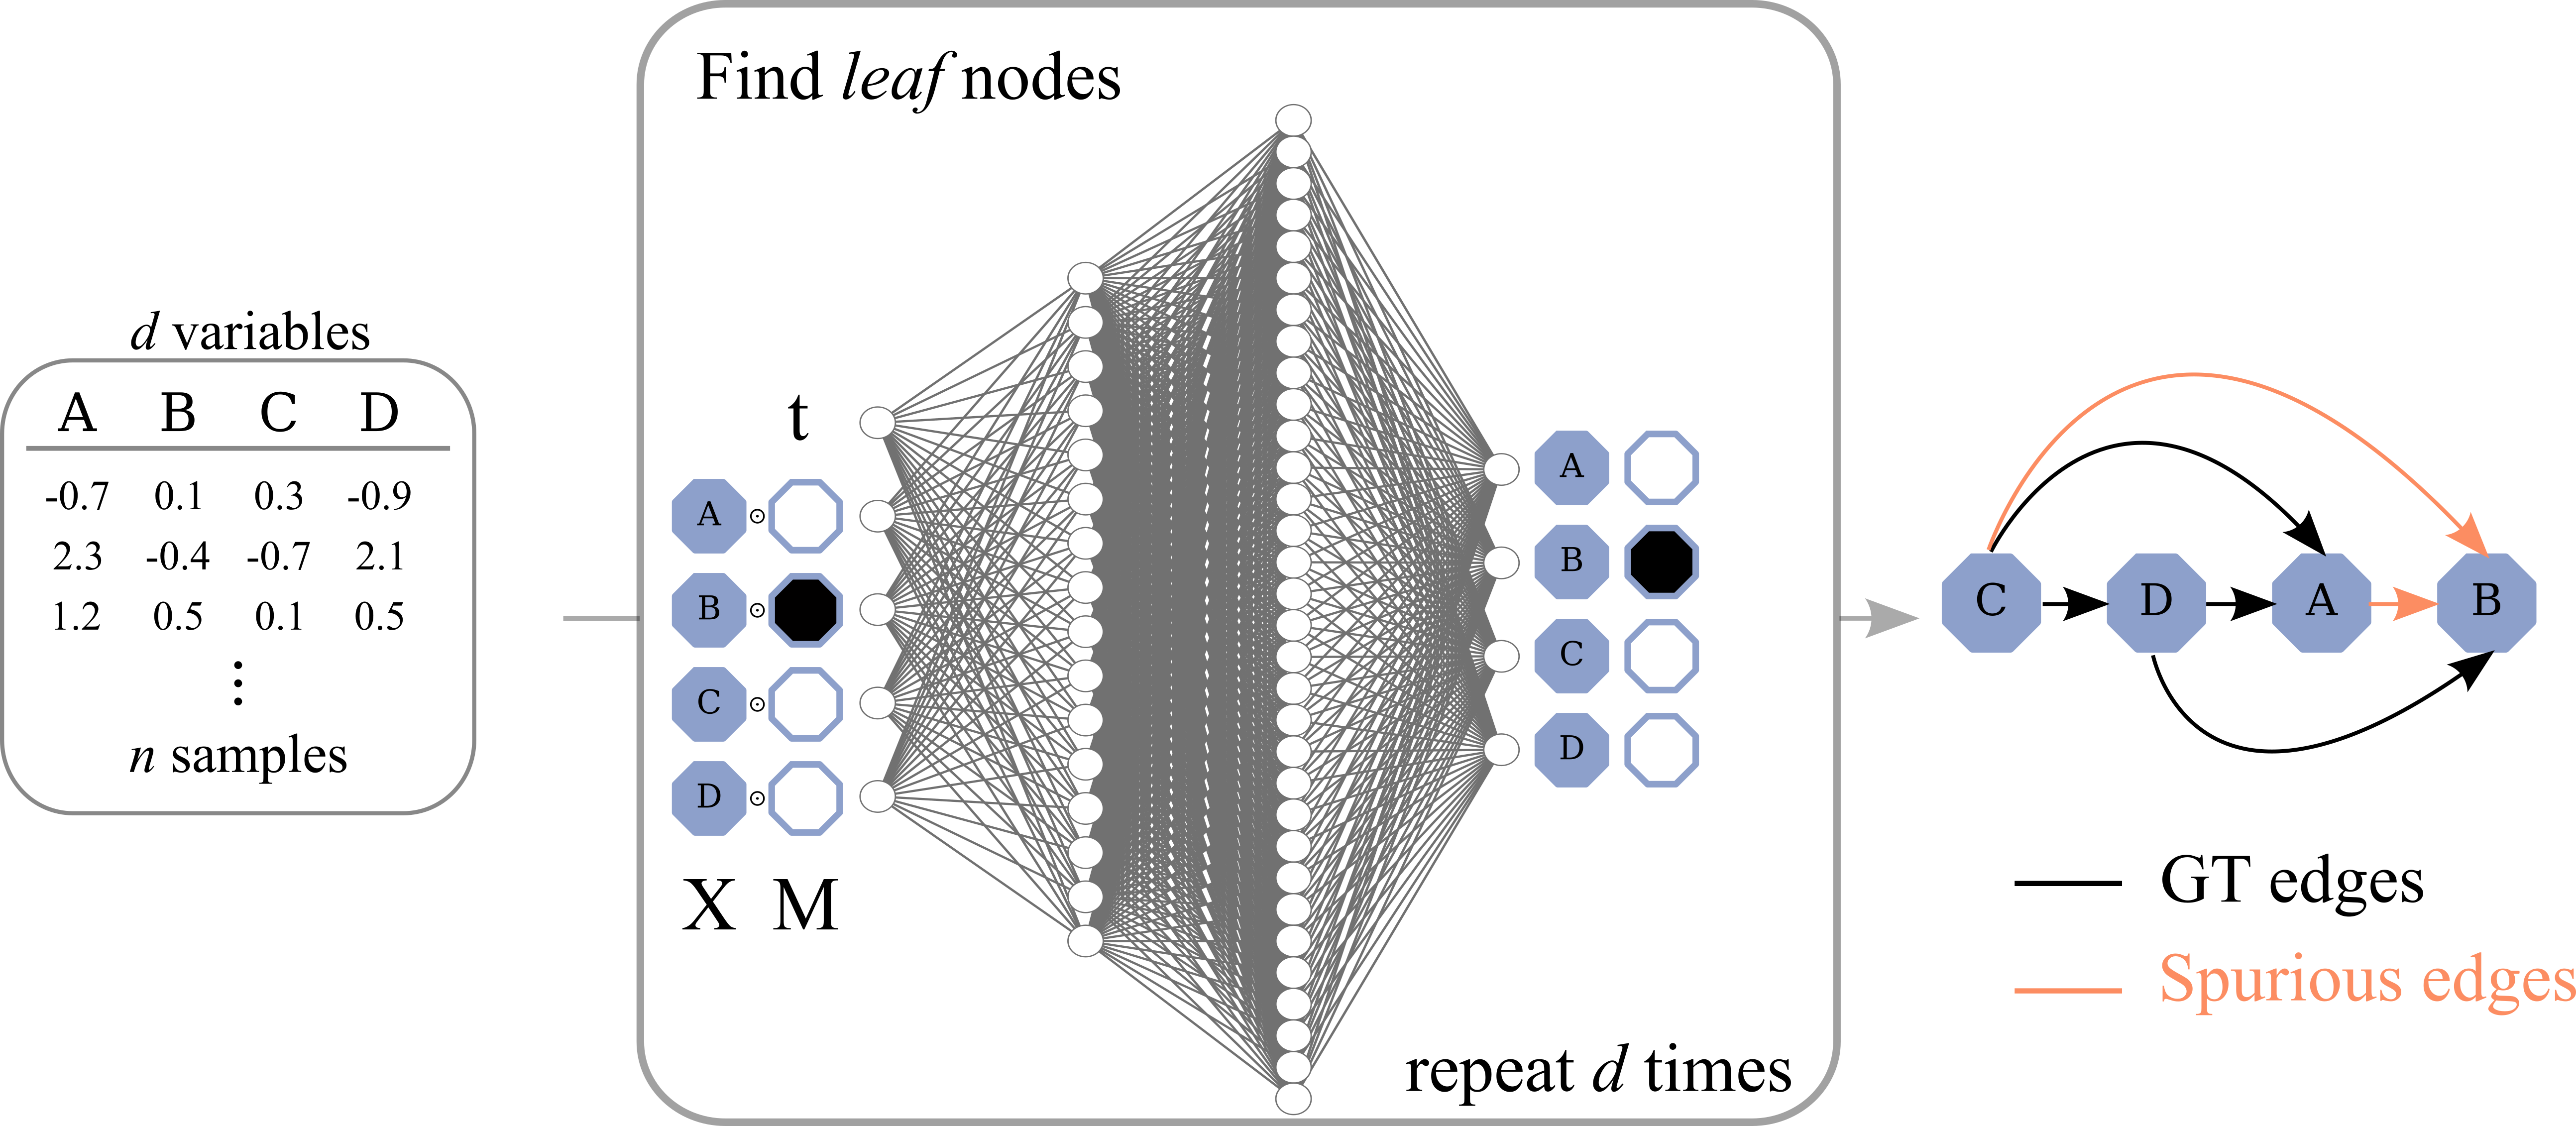 d variables
A B C D
-0.7 0.1 0.3 -0.9
2.3 -0.4 -0.7 2.1
1.2 0.5 0.1 0.5
⋮
n samples
Find leaf nodes
t
A ⊙
B ⊙
C ⊙
D ⊙
X M
A
B
C
D
repeat d times
C D A B
GT edges
Spurious edges